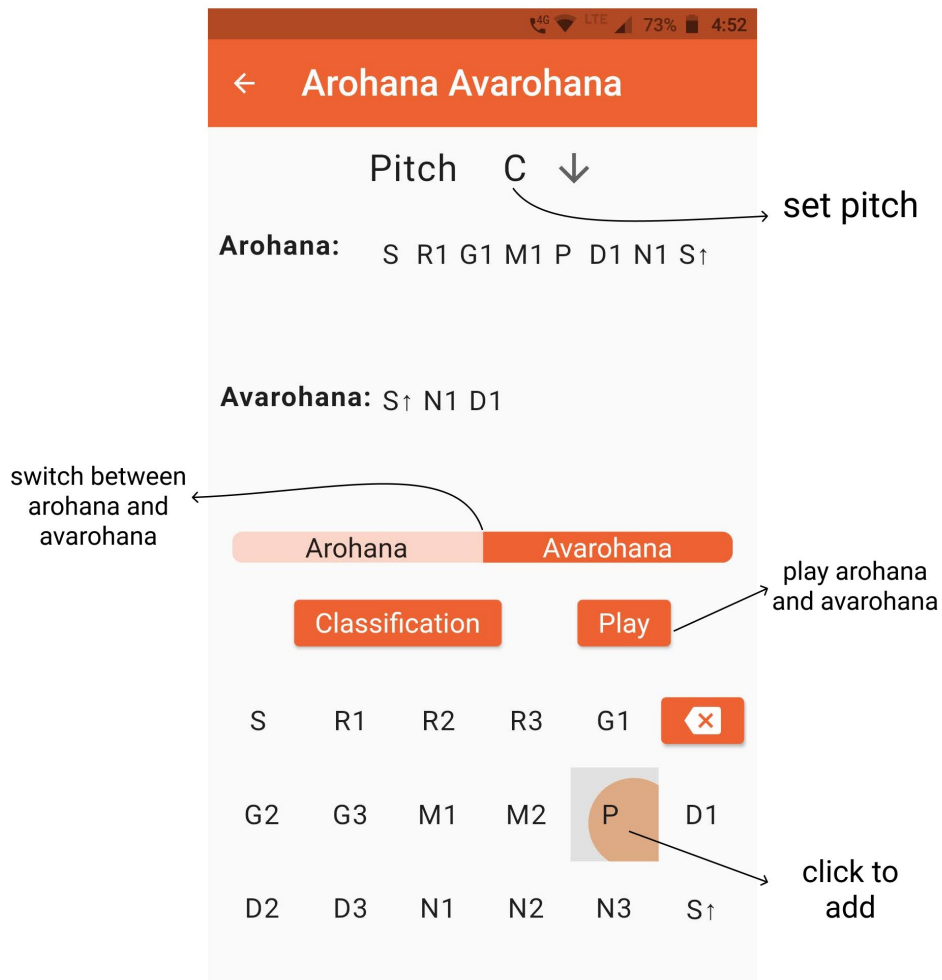 4G LTE 73% 4:52
Arohana Avarohana
Pitch C ↓
set pitch
Arohana: S R1 G1 M1 P D1 N1 S↑
Avarohana: S↑ N1 D1
switch between
arohana and
avarohana
Arohana Avarohana
play arohana
and avarohana
Classification Play
S R1 R2 R3 G1
G2 G3 M1 M2 P D1
click to
add
D2 D3 N1 N2 N3 S↑